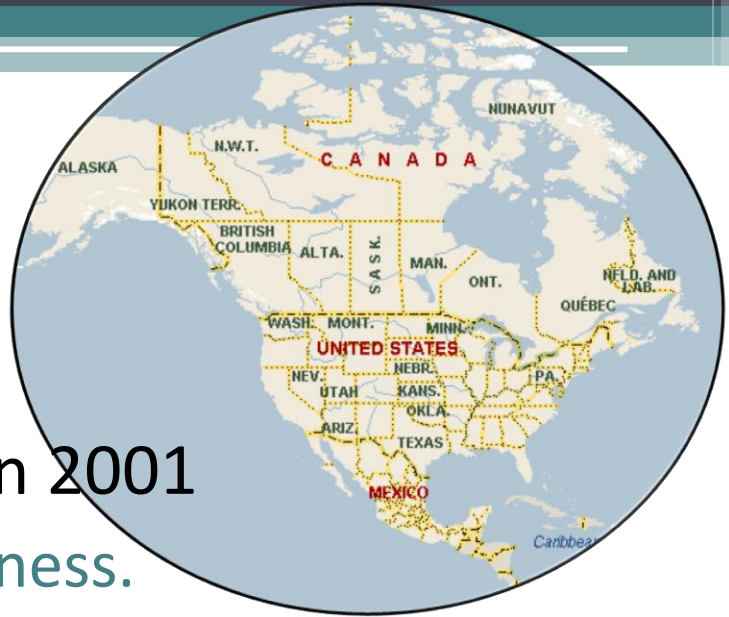 NUNAVUT
N.W.T.
C A N A D A
ALASKA
YUKON TERR.
BRITISH
COLUMBIA
ALTA.
SASK.
MAN.
ONT.
NFLD. AND
LAB.
QUÉBEC
WASH.
MONT.
MINN.
UNITED STATES
NEV.
NEBR.
PA.
UTAH
KANS.
OKLA.
ARIZ.
TEXAS
n 2001
MEXICO
Caribbea
ness.